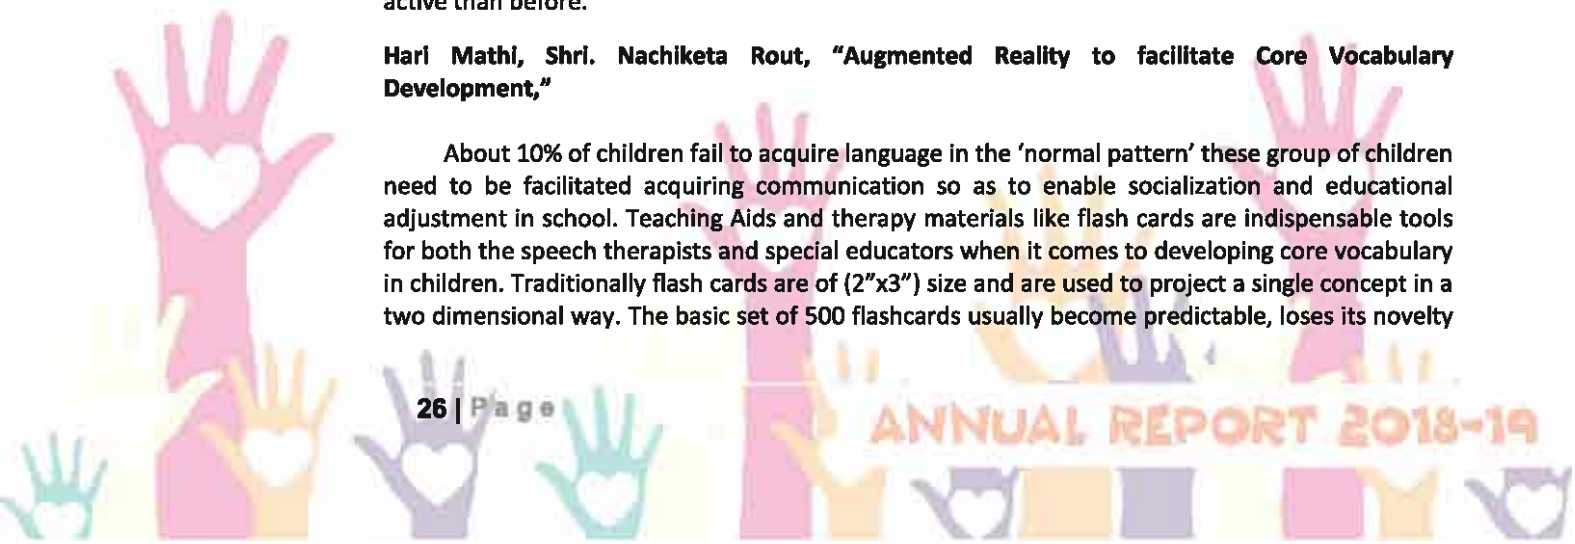 active than before.
Hari Mathi, Shri. Nachiketa Rout, “Augmented Reality to facilitate Core Vocabulary
Development,”
About 10% of children fail to acquire language in the ‘normal pattern’ these group of children
need to be facilitated acquiring communication so as to enable socialization and educational
adjustment in school. Teaching Aids and therapy materials like flash cards are indispensable tools
for both the speech therapists and special educators when it comes to developing core vocabulary
in children. Traditionally flash cards are of (2”x3”) size and are used to project a single concept in a
two dimensional way. The basic set of 500 flashcards usually become predictable, loses its novelty
26 | Page
ANNUAL REPORT 2018-19